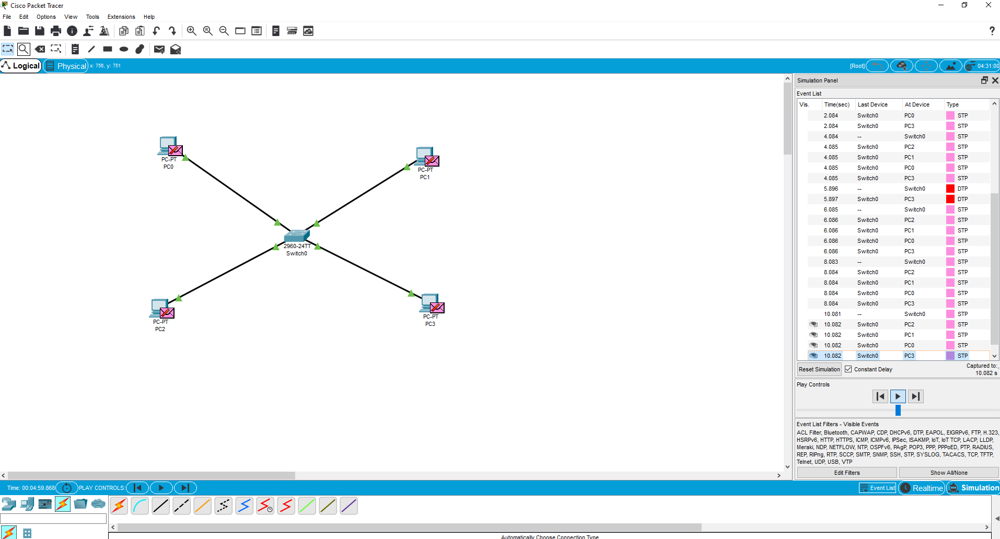 Cisco Packet Tracer
File Edit Options View Tools Extensions Help
?
Logical Physical x: 756, y: 751 [Root] 04:31:00
PC-PT
PC0
PC-PT
PC1
2960-24TT
Switch0
PC-PT
PC2
PC-PT
PC3
Simulation Panel
Event List
Vis. Time(sec) Last Device At Device Type
2.084 Switch0 PC0 STP
2.084 Switch0 PC3 STP
4.084 -- Switch0 STP
4.085 Switch0 PC2 STP
4.085 Switch0 PC1 STP
4.085 Switch0 PC0 STP
4.085 Switch0 PC3 STP
5.896 -- Switch0 DTP
5.897 Switch0 PC3 DTP
6.085 -- Switch0 STP
6.086 Switch0 PC2 STP
6.086 Switch0 PC1 STP
6.086 Switch0 PC0 STP
6.086 Switch0 PC3 STP
8.083 -- Switch0 STP
8.084 Switch0 PC2 STP
8.084 Switch0 PC1 STP
8.084 Switch0 PC0 STP
8.084 Switch0 PC3 STP
10.081 -- Switch0 STP
10.082 Switch0 PC2 STP
10.082 Switch0 PC1 STP
10.082 Switch0 PC0 STP
10.082 Switch0 PC3 STP
Reset Simulation Constant Delay Captured to:
10.082 s
Play Controls
Event List Filters - Visible Events
ACL Filter, Bluetooth, CAPWAP, CDP, DHCPv6, DTP, EAPOL, EIGRPv6, FTP, H.323,
HSRPv6, HTTP, HTTPS, ICMP, ICMPv6, IPSec, ISAKMP, IoT, IoT TCP, LACP, LLDP,
Meraki, NDP, NETFLOW, NTP, OSPFv6, PAgP, POP3, PPP, PPPoED, PTP, RADIUS,
REP, RIPng, RTP, SCCP, SMTP, SNMP, SSH, STP, SYSLOG, TACACS, TCP, TFTP,
Telnet, UDP, USB, VTP
Edit Filters Show All/None
Time: 00:04:59.868 PLAY CONTROLS: Event List Realtime Simulation
Automatically Choose Connection Type